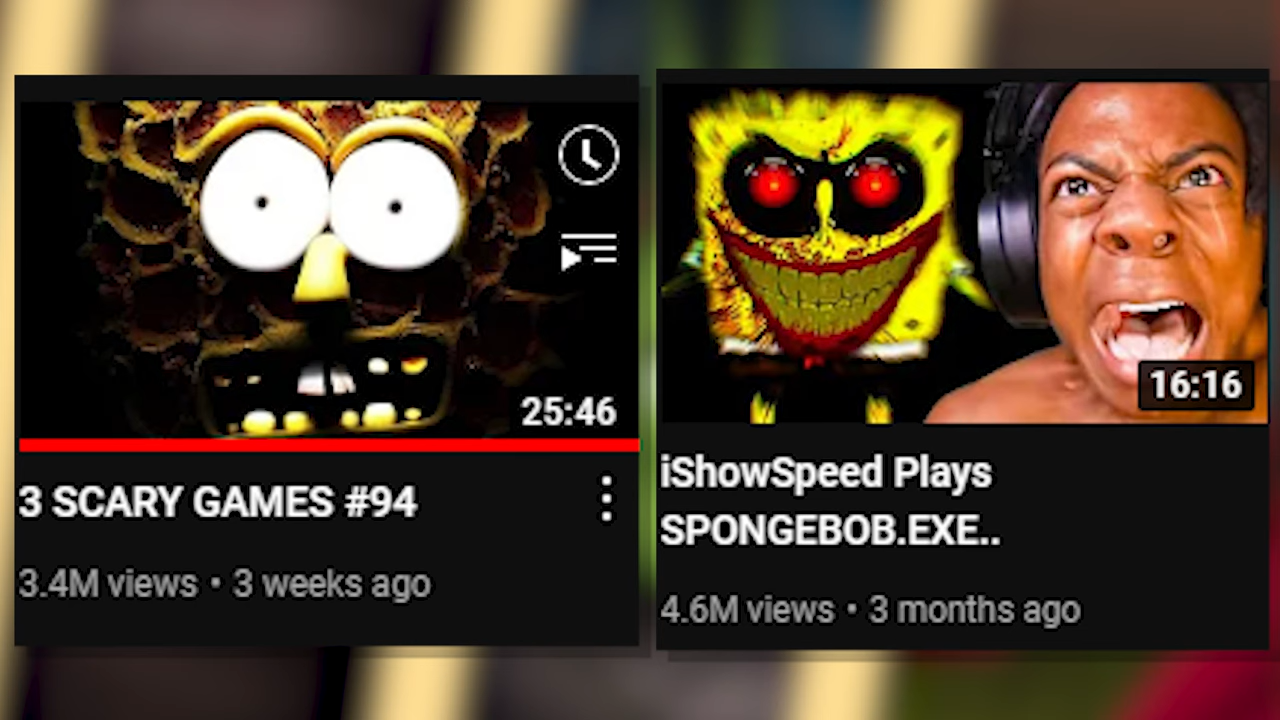 25:46
3 SCARY GAMES #94
3.4M views • 3 weeks ago
16:16
iShowSpeed Plays
SPONGEBOB.EXE..
4.6M views • 3 months ago